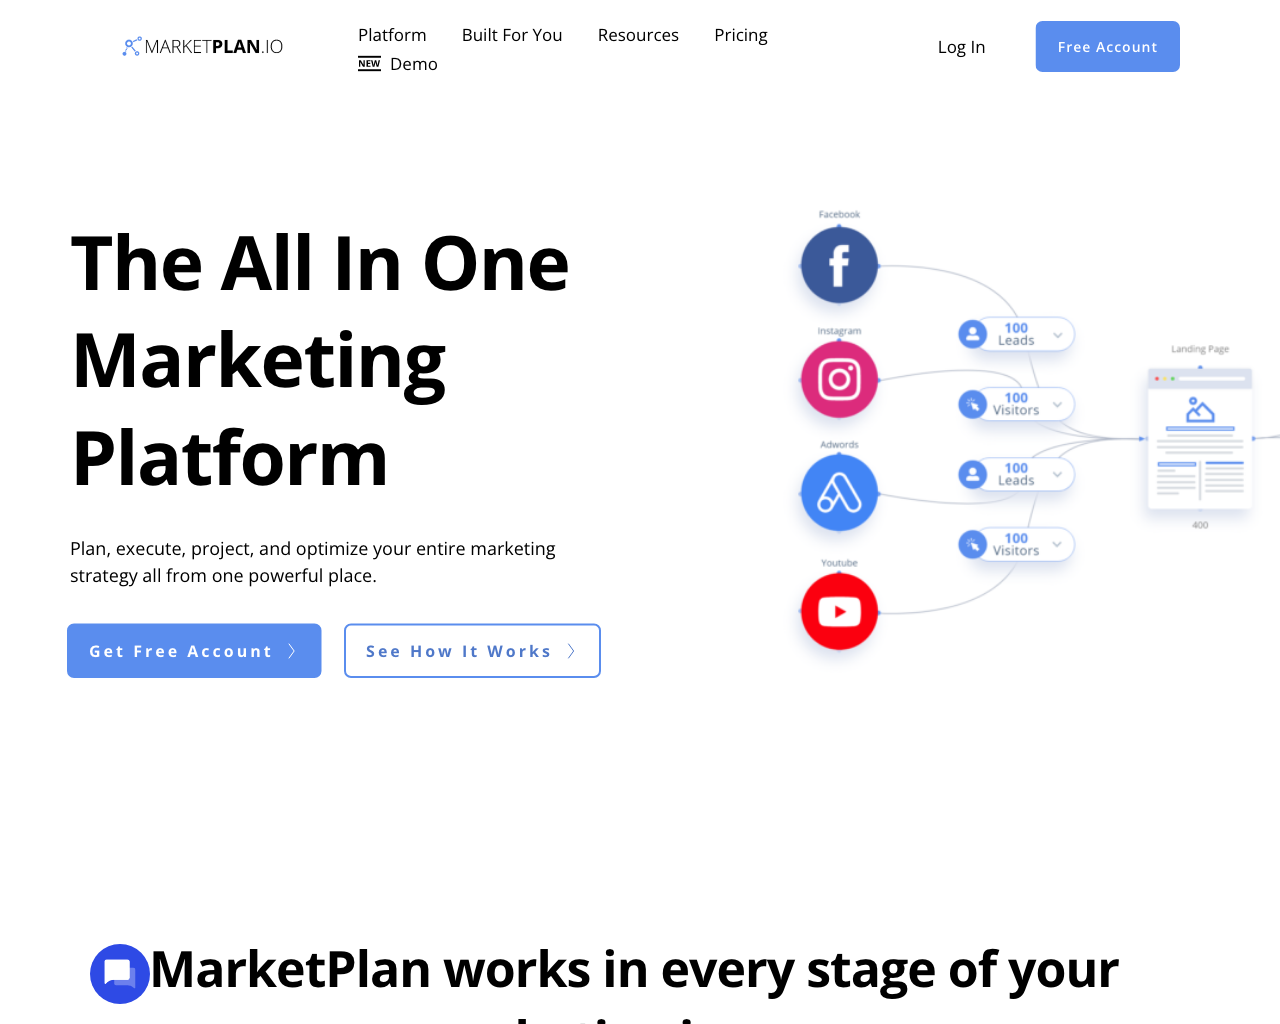 MARKETPLAN.IO
Platform
Built For You
Resources
Pricing
NEW Demo
Log In
Free Account
The All In One
Marketing
Platform
Plan, execute, project, and optimize your entire marketing
strategy all from one powerful place.
Get Free Account
See How It Works
Facebook
Instagram
Adwords
Youtube
100
Leads
100
Visitors
100
Leads
100
Visitors
Landing Page
400
MarketPlan works in every stage of your